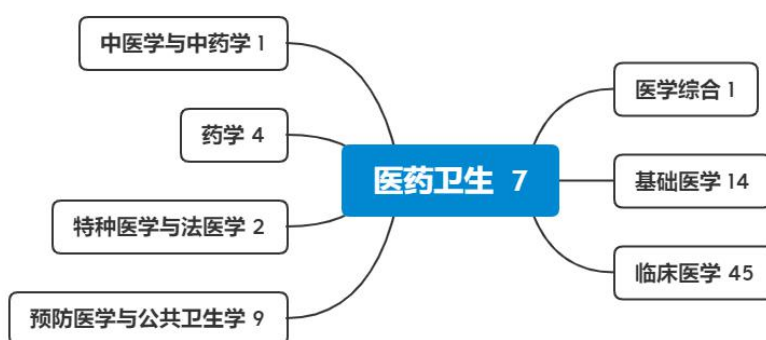 中医学与中药学 1
药学 4
特种医学与法医学 2
预防医学与公共卫生学 9
医药卫生 7
医学综合 1
基础医学 14
临床医学 45